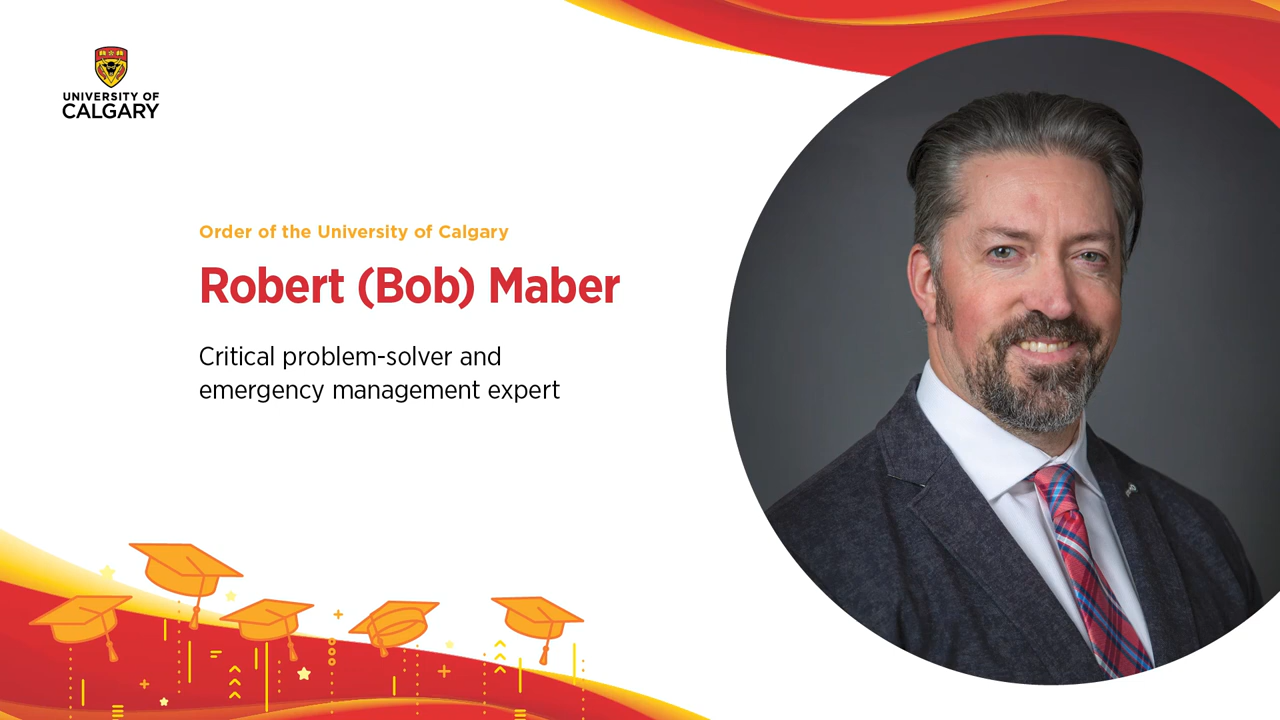 UNIVERSITY OF
CALGARY
Order of the University of Calgary
Robert (Bob) Maber
Critical problem-solver and
emergency management expert